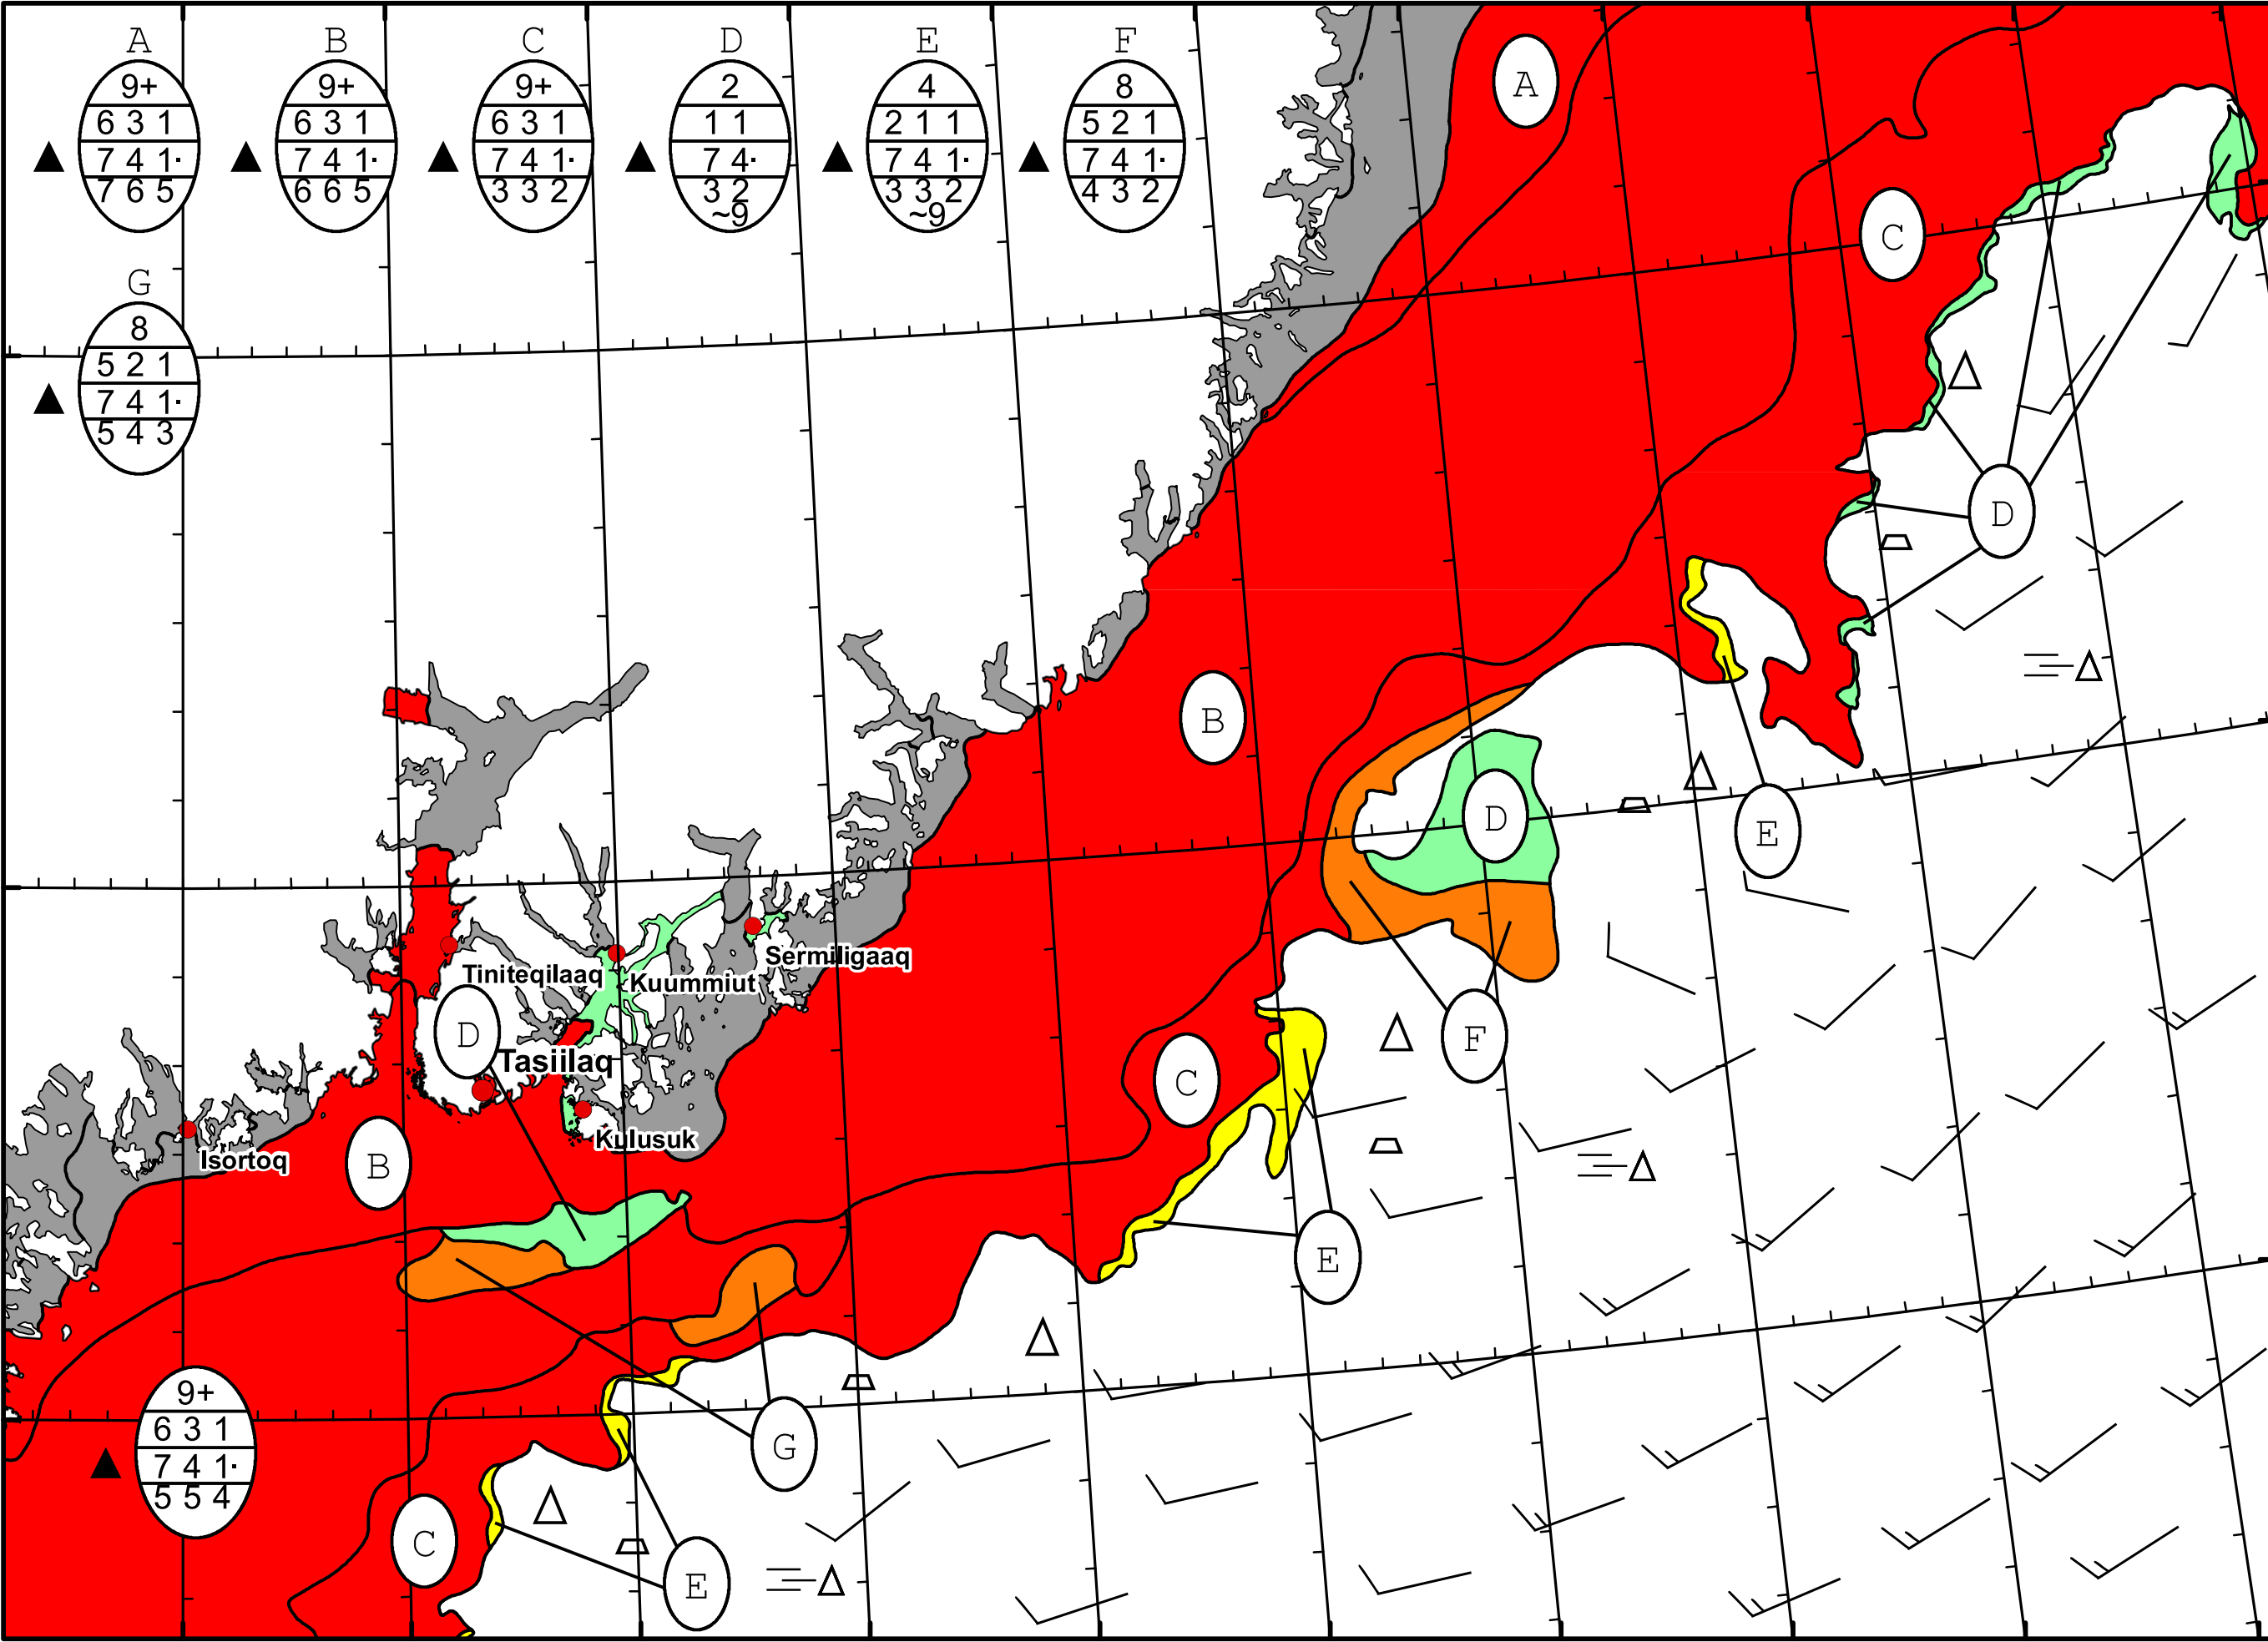 A B C D E F
9+ 9+ 9+ 2 4 8
6 3 1 6 3 1 6 3 1 1 1 2 1 1 5 2 1
7 4 1· 7 4 1· 7 4 1· 7 4· 7 4 1· 7 4 1·
7 6 5 6 6 5 3 3 2 3 2 3 3 2 4 3 2
~9 ~9
G
8
5 2 1
7 4 1·
5 4 3
A
C
D
B
D
E
Sermiligaaq
Tiniteqilaaq
Kuummiut
D
F
Tasiilaq
C
Kulusuk
Isortoq
B
E
9+
6 3 1
7 4 1·
5 5 4
G
C
E